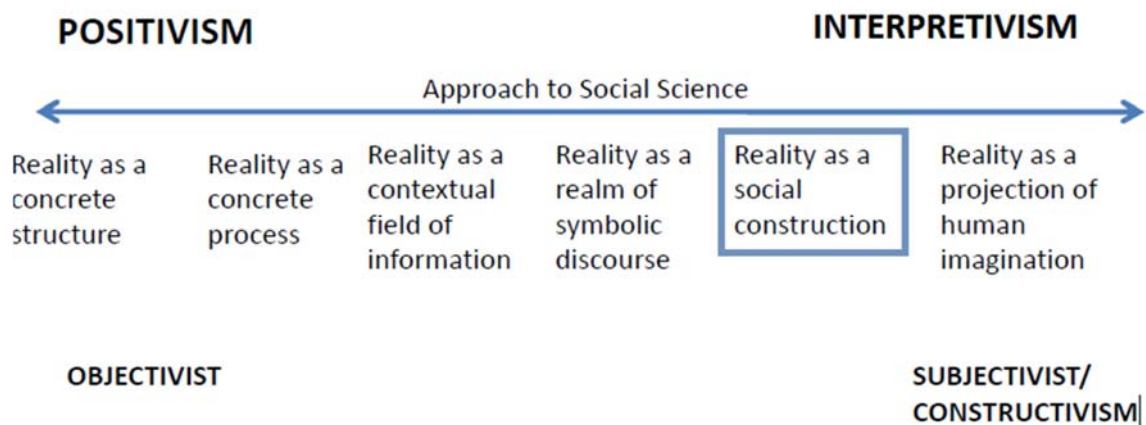 POSITIVISM
INTERPRETIVISM
Approach to Social Science
Reality as a
concrete
structure
Reality as a
concrete
process
Reality as a
contextual
field of
information
Reality as a
realm of
symbolic
discourse
Reality as a
social
construction
Reality as a
projection of
human
imagination
OBJECTIVIST
SUBJECTIVIST/
CONSTRUCTIVISM